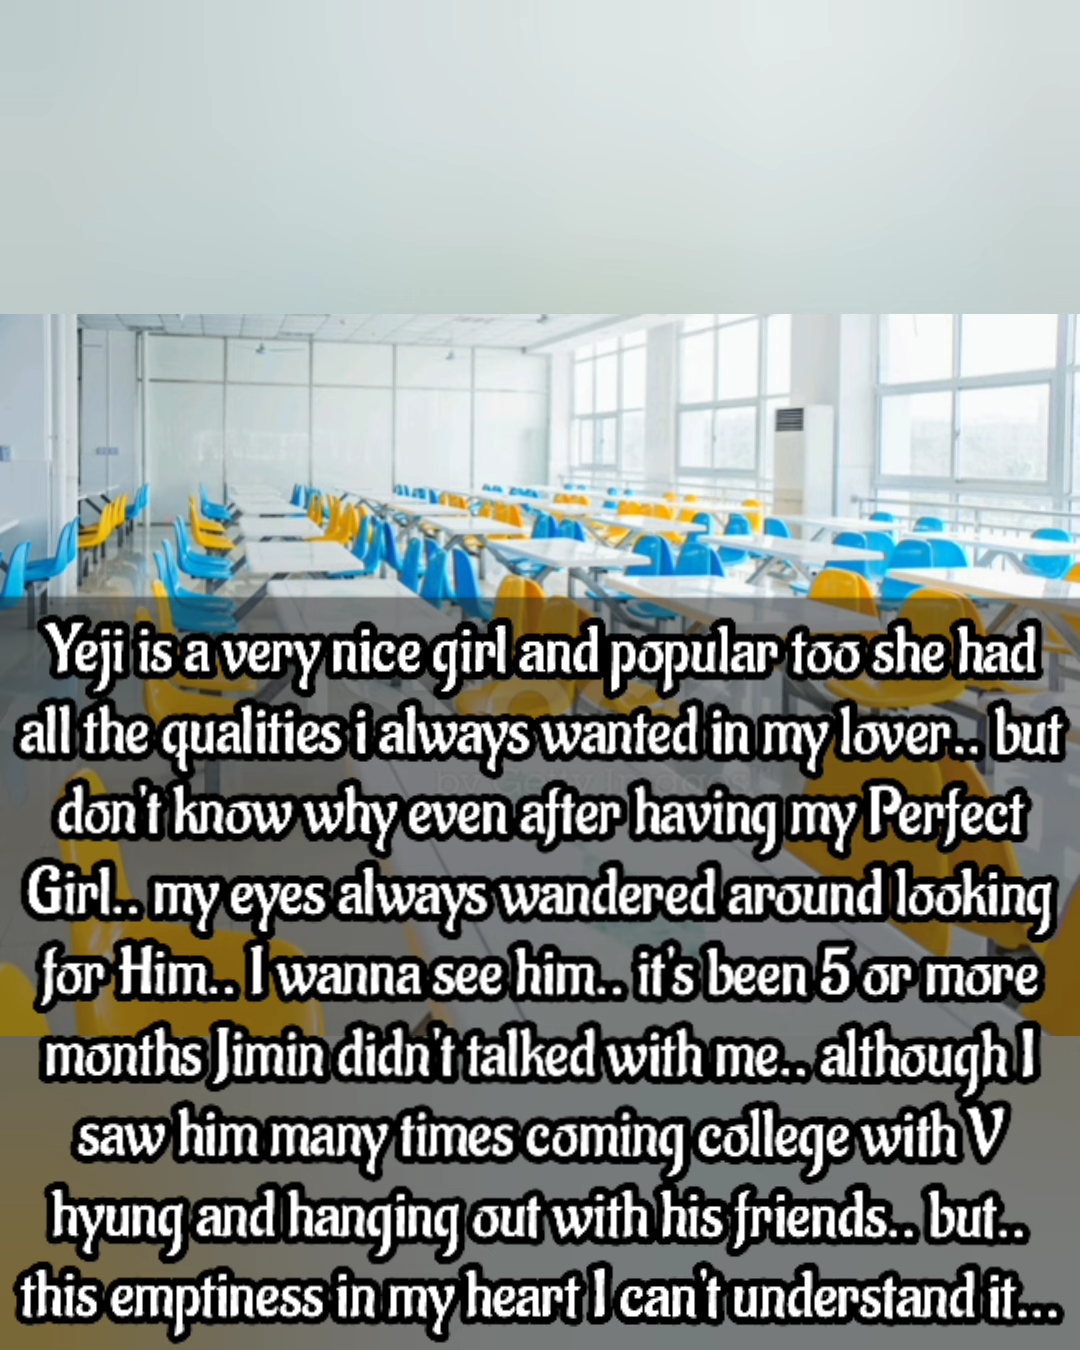 Yeji is a very nice girl and popular too she had
all the qualities i always wanted in my lover.. but
don't know why even after having my Perfect
Girl.. my eyes always wandered around looking
for Him.. I wanna see him.. it's been 5 or more
months Jimin didn't talked with me.. although I
saw him many times coming college with V
hyung and hanging out with his friends.. but..
this emptiness in my heart I can't understand it...
by Getty Images